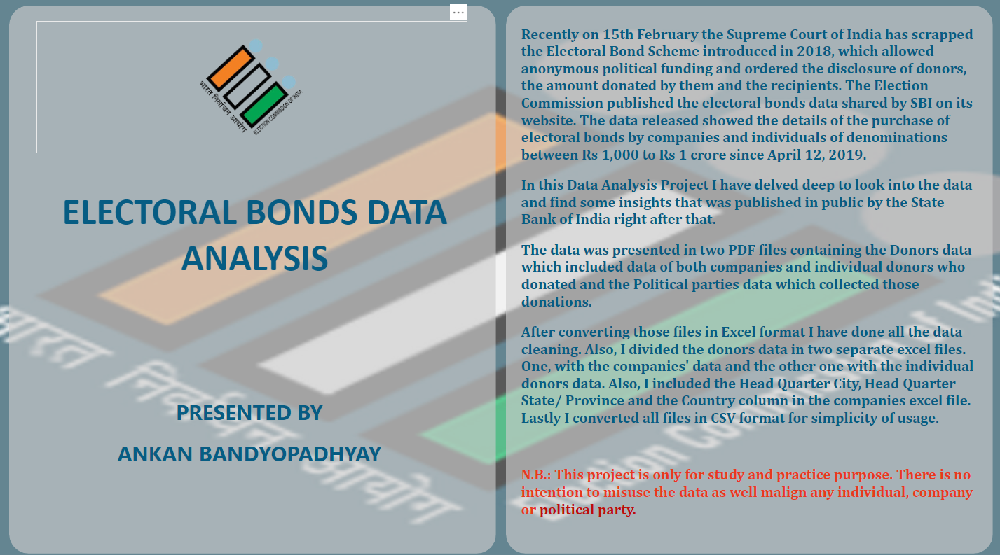 ...
भारत निर्वाचन आयोग
ELECTION COMMISSION OF INDIA
ELECTORAL BONDS DATA
ANALYSIS
PRESENTED BY
ANKAN BANDYOPADHYAY
Recently on 15th February the Supreme Court of India has scrapped
the Electoral Bond Scheme introduced in 2018, which allowed
anonymous political funding and ordered the disclosure of donors,
the amount donated by them and the recipients. The Election
Commission published the electoral bonds data shared by SBI on its
website. The data released showed the details of the purchase of
electoral bonds by companies and individuals of denominations
between Rs 1,000 to Rs 1 crore since April 12, 2019.
In this Data Analysis Project I have delved deep to look into the data
and find some insights that was published in public by the State
Bank of India right after that.
The data was presented in two PDF files containing the Donors data
which included data of both companies and individual donors who
donated and the Political parties data which collected those
donations.
After converting those files in Excel format I have done all the data
cleaning. Also, I divided the donors data in two separate excel files.
One, with the companies' data and the other one with the individual
donors data. Also, I included the Head Quarter City, Head Quarter
State/ Province and the Country column in the companies excel file.
Lastly I converted all files in CSV format for simplicity of usage.
N.B.: This project is only for study and practice purpose. There is no
intention to misuse the data as well malign any individual, company
or political party.
भारत निर्वाचन आयोग
Election Commission of Ind